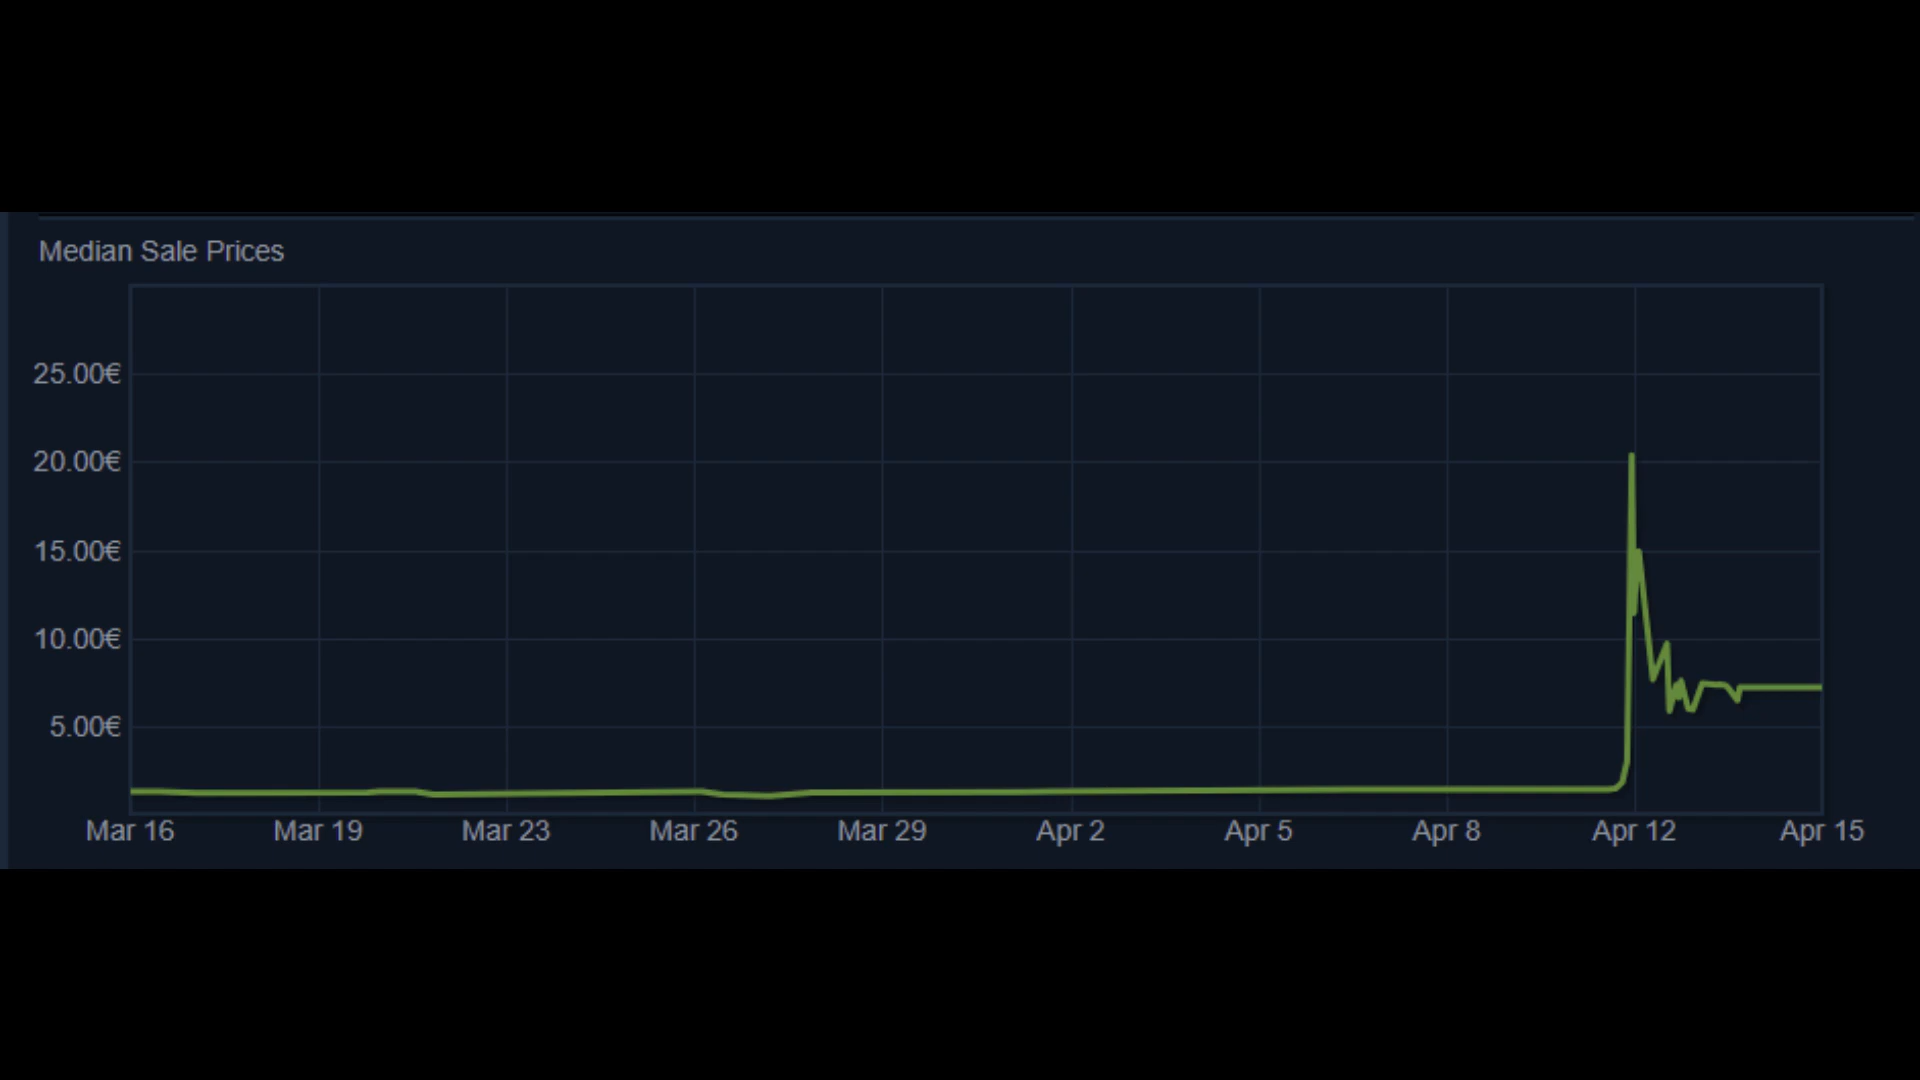 Median Sale Prices
25.00€
20.00€
15.00€
10.00€
5.00€
Mar 16 Mar 19 Mar 23 Mar 26 Mar 29 Apr 2 Apr 5 Apr 8 Apr 12 Apr 15